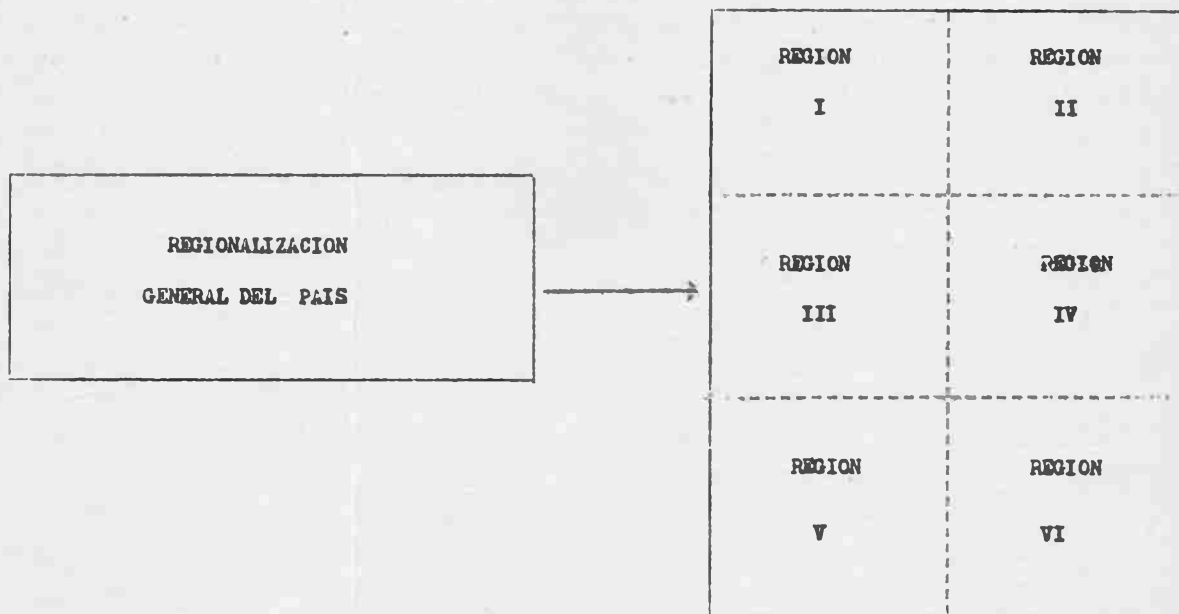 REGION
I
REGION
II
REGIONALIZACION
GENERAL DEL PAIS
REGION
III
REGION
IV
REGION
V
REGION
VI